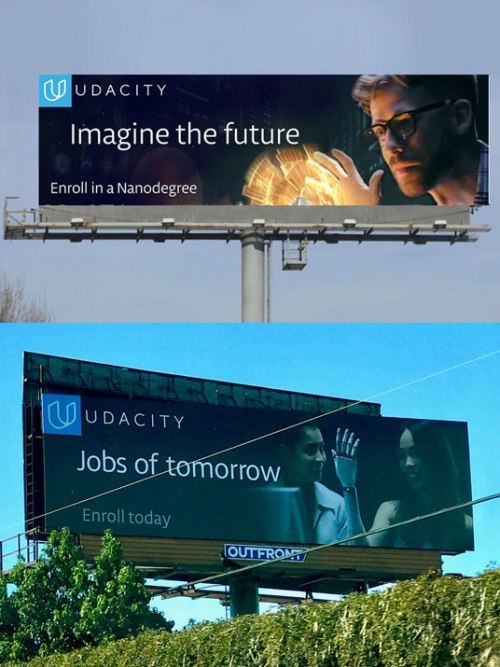 UDACITY
Imagine the future
Enroll in a Nanodegree
UDACITY
Jobs of tomorrow
Enroll today
OUTFRONT